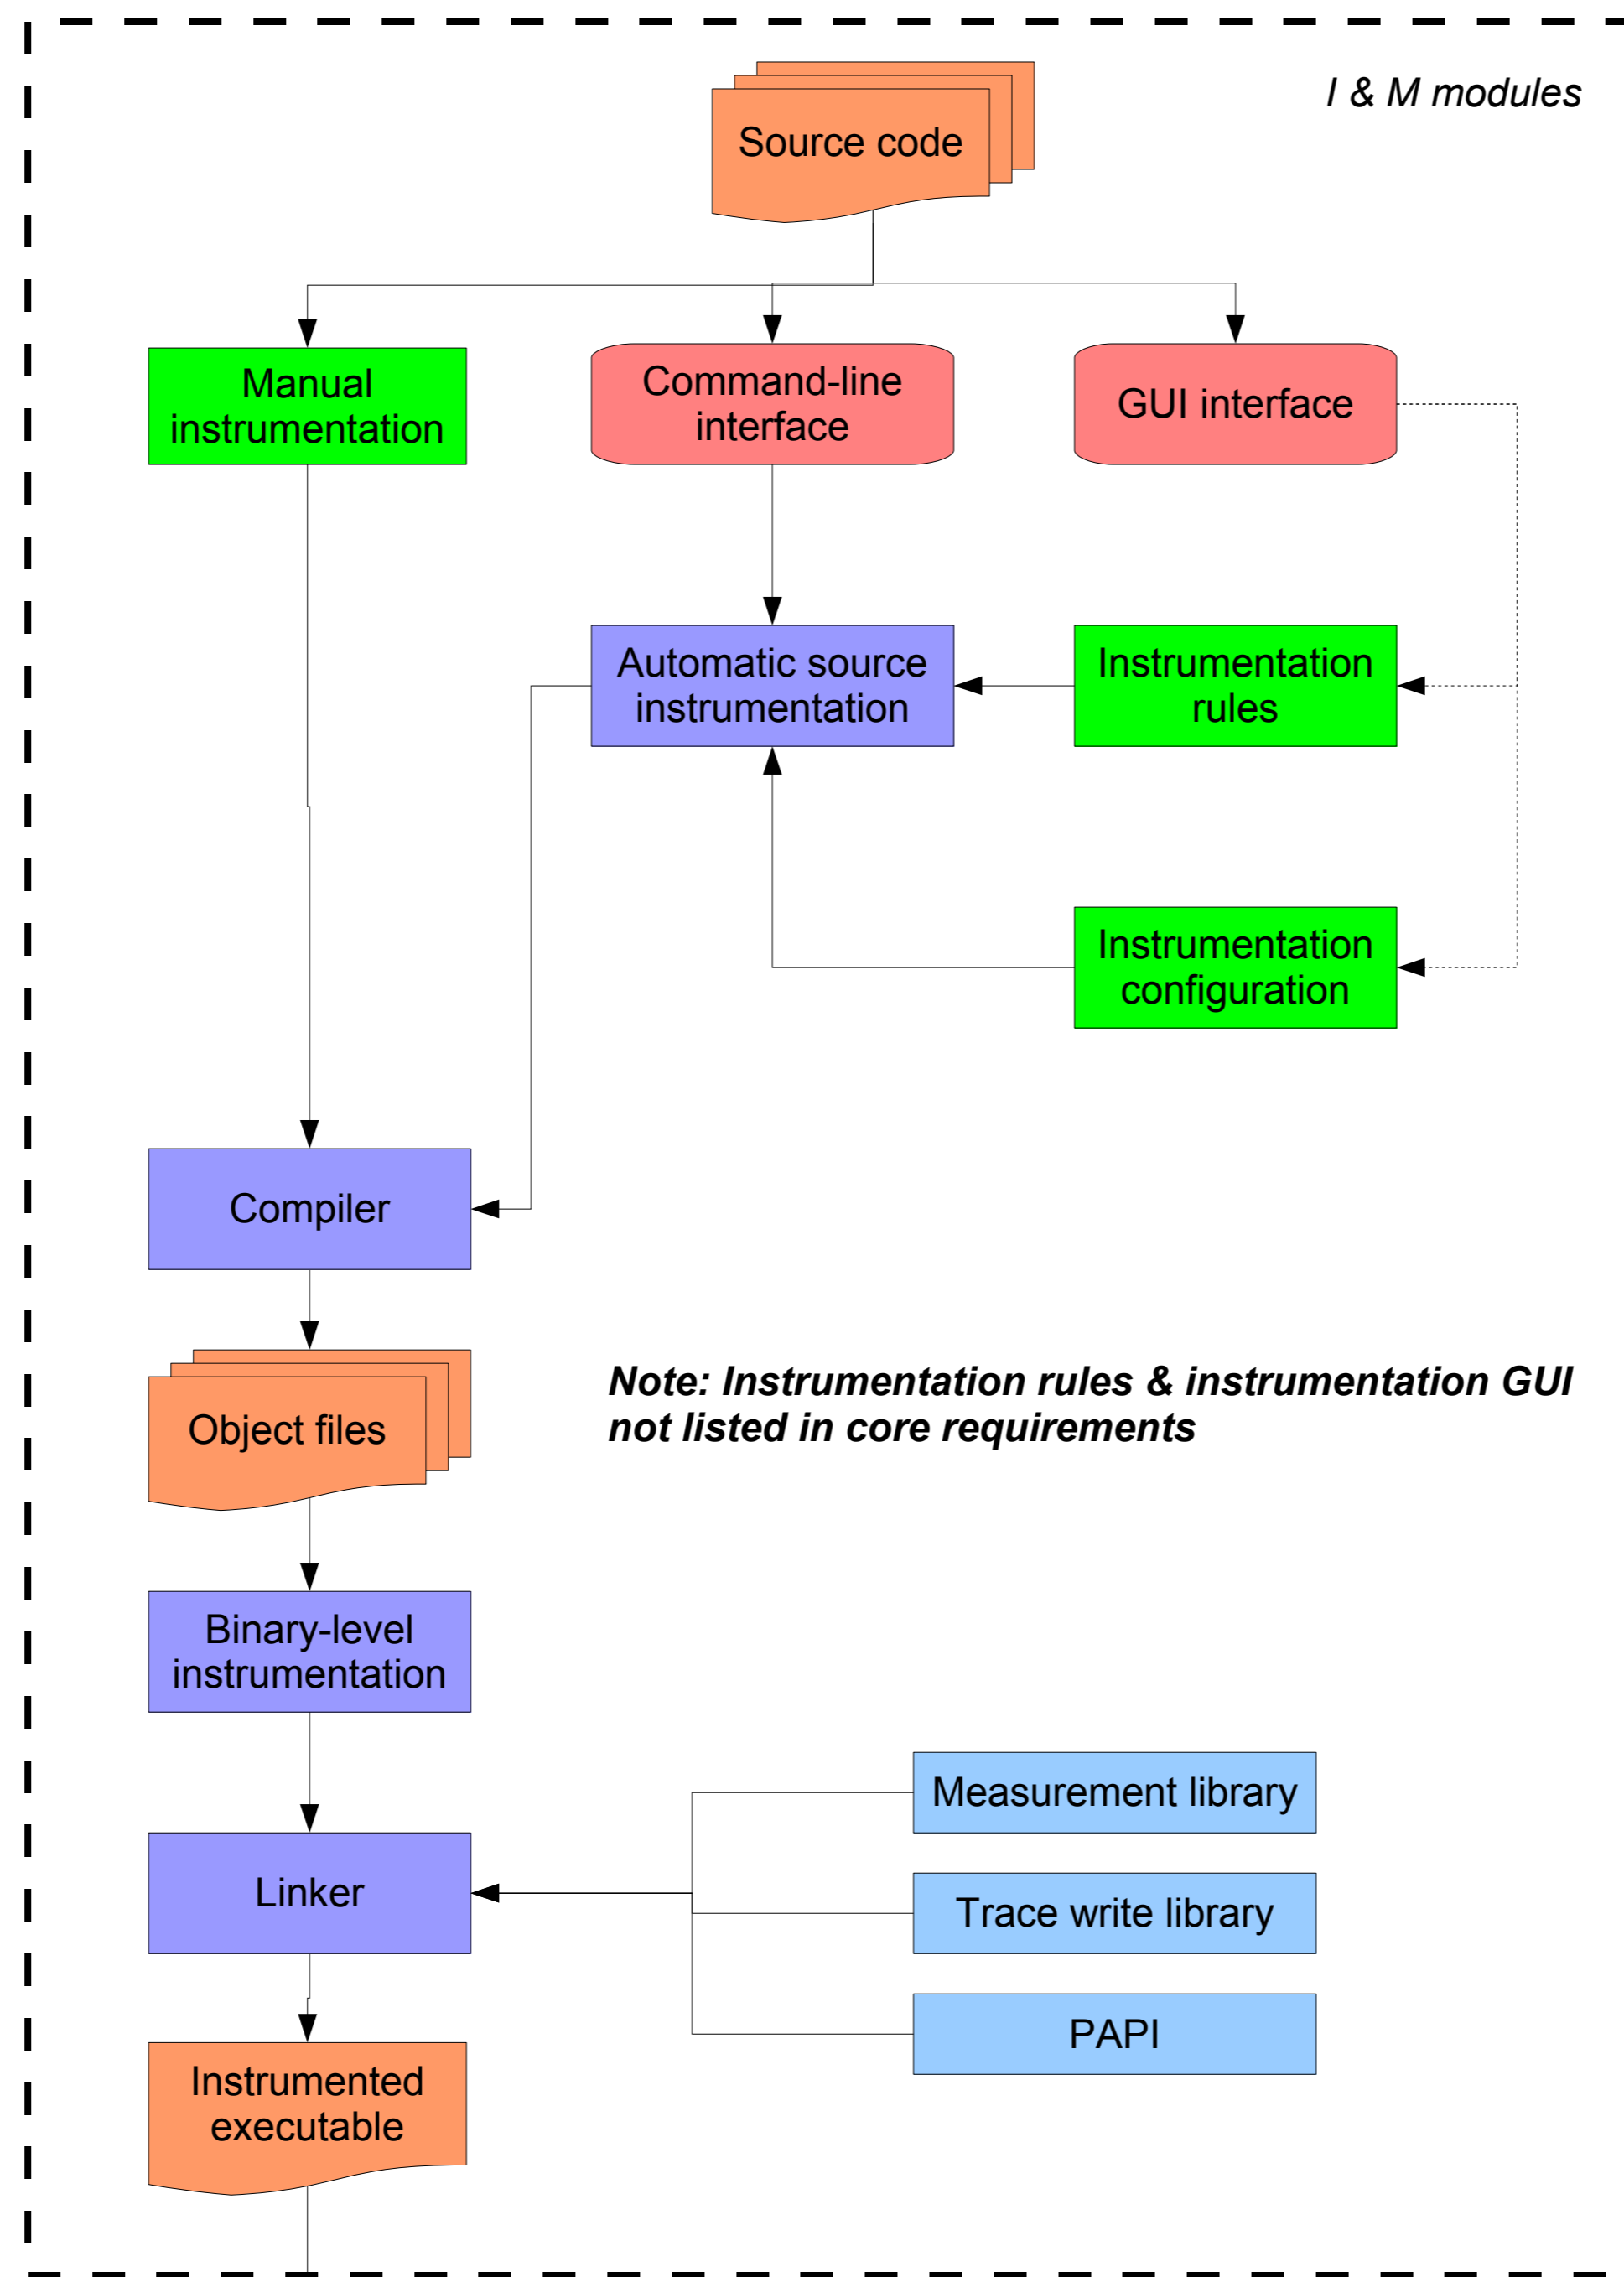 I & M modules
Source code
Manual
instrumentation
Command-line
interface
GUI interface
Automatic source
instrumentation
Instrumentation
rules
Instrumentation
configuration
Compiler
Object files
Note: Instrumentation rules & instrumentation GUI
not listed in core requirements
Binary-level
instrumentation
Measurement library
Linker
Trace write library
PAPI
Instrumented
executable